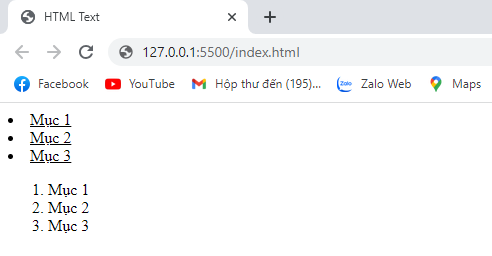 HTML Text
127.0.0.1:5500/index.html
Facebook YouTube Hộp thư đến (195)... Zalo Zalo Web Maps
Mục 1
Mục 2
Mục 3
1. Mục 1
2. Mục 2
3. Mục 3